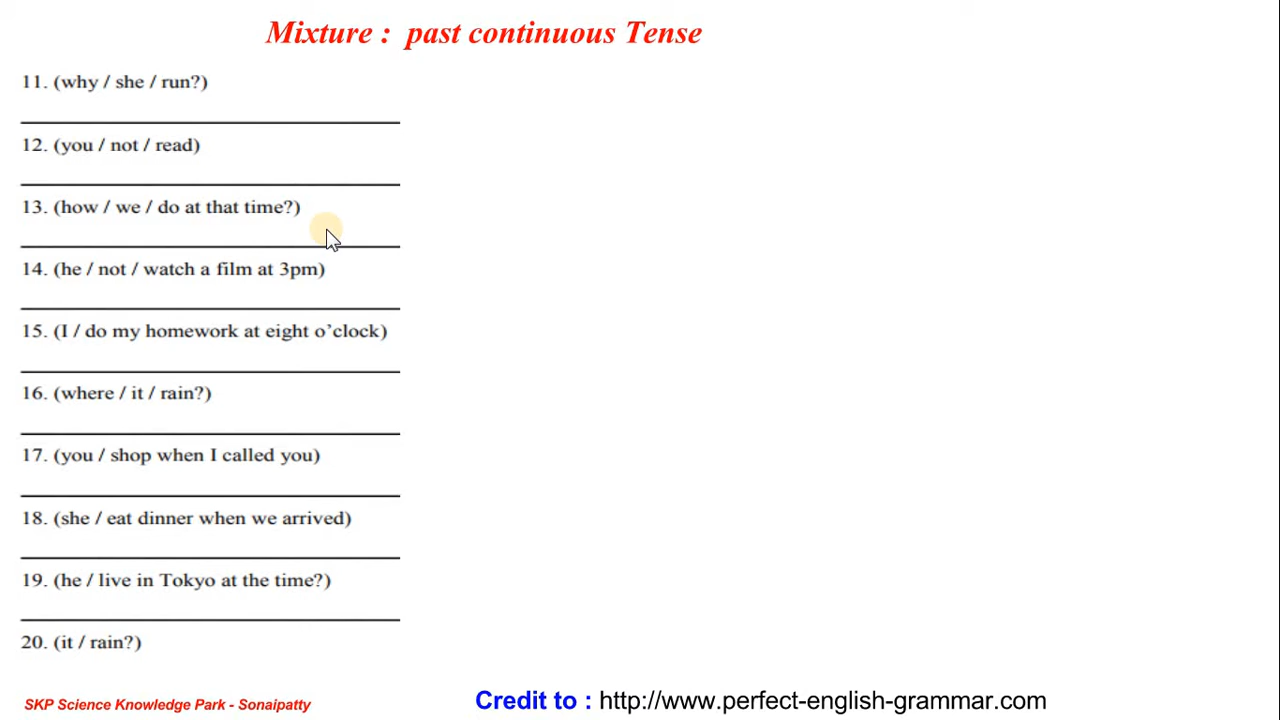 Mixture : past continuous Tense
11. (why / she / run?)
12. (you / not / read)
13. (how / we / do at that time?)
14. (he / not / watch a film at 3pm)
15. (I / do my homework at eight o’clock)
16. (where / it / rain?)
17. (you / shop when I called you)
18. (she / eat dinner when we arrived)
19. (he / live in Tokyo at the time?)
20. (it / rain?)
SKP Science Knowledge Park - Sonaipatty
Credit to : http://www.perfect-english-grammar.com